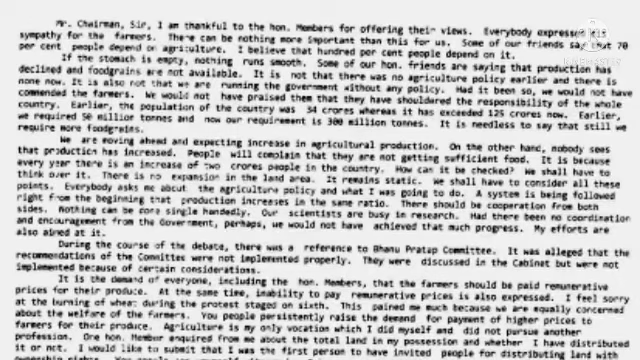 Mr. Chairman, Sir, I am thankful to the hon. Members for offering their views. Everybody expressed his
sympathy for the farmers. There can be nothing more important than this for us. Some of our friends say that 70
per cent people depend on agriculture. I believe that hundred per cent people depend on it.
If the stomach is empty, nothing runs smooth. Some of our hon. friends are saying that production has
declined and foodgrains are not available. It is not that there was no agriculture policy earlier and there is
none now. It is also not that we are running the government without any policy. Had it been so, we would not have
commended the farmers. We would not have praised them that they have shouldered the responsibility of the whole
country. Earlier, the population of the country was 34 crores whereas it has exceeded 125 crores now. Earlier,
we required 50 million tonnes and now our requirement is 300 million tonnes. It is needless to say that still we
require more foodgrains.
We are moving ahead and expecting increase in agricultural production. On the other hand, nobody sees
that production has increased. People will complain that they are not getting sufficient food. It is because
every year there is an increase of two crores people in the country. How can it be checked? We shall have to
think over it. There is no expansion in the land area. It remains static. We shall have to consider all these
points. Everybody asks me about the agriculture policy and what I was going to do. A system is being followed
right from the beginning that production increases in the same ratio. There should be cooperation from both
sides. Nothing can be done single handedly. Our scientists are busy in research. Had there been no coordination
and encouragement from the Government, perhaps, we would not have achieved that much progress. My efforts are
also aimed at it.
During the course of the debate, there was a reference to Bhanu Pratap Committee. It was alleged that the
recommendations of the Committee were not implemented properly. They were discussed in the Cabinet but were not
implemented because of certain considerations.
It is the demand of everyone, including the hon. Members, that the farmers should be paid remunerative
prices for their produce. At the same time, inability to pay remunerative prices is also expressed. I feel sorry
at the burning of wheat during the protest staged on sixth. This pained me much because we are equally concerned
about the welfare of the farmers. You people persistently raise the demand for payment of higher prices to
farmers for their produce. Agriculture is my only vocation which I did myself and did not pursue another
profession. One hon. Member enquired from me about the total land in my possession and whether I have distributed
it or not. I would like to submit that I was the first person to have invited people for distributing land with